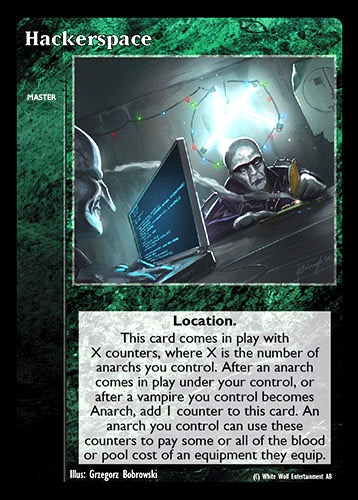 Hackerspace
MASTER
Location.
This card comes in play with
X counters, where X is the number of
anarchs you control. After an anarch
comes in play under your control, or
after a vampire you control becomes
Anarch, add 1 counter to this card. An
anarch you control can use these
counters to pay some or all of the blood
or pool cost of an equipment they equip.
Illus: Grzegorz Bobrowski
(C) White Wolf Entertainment AB